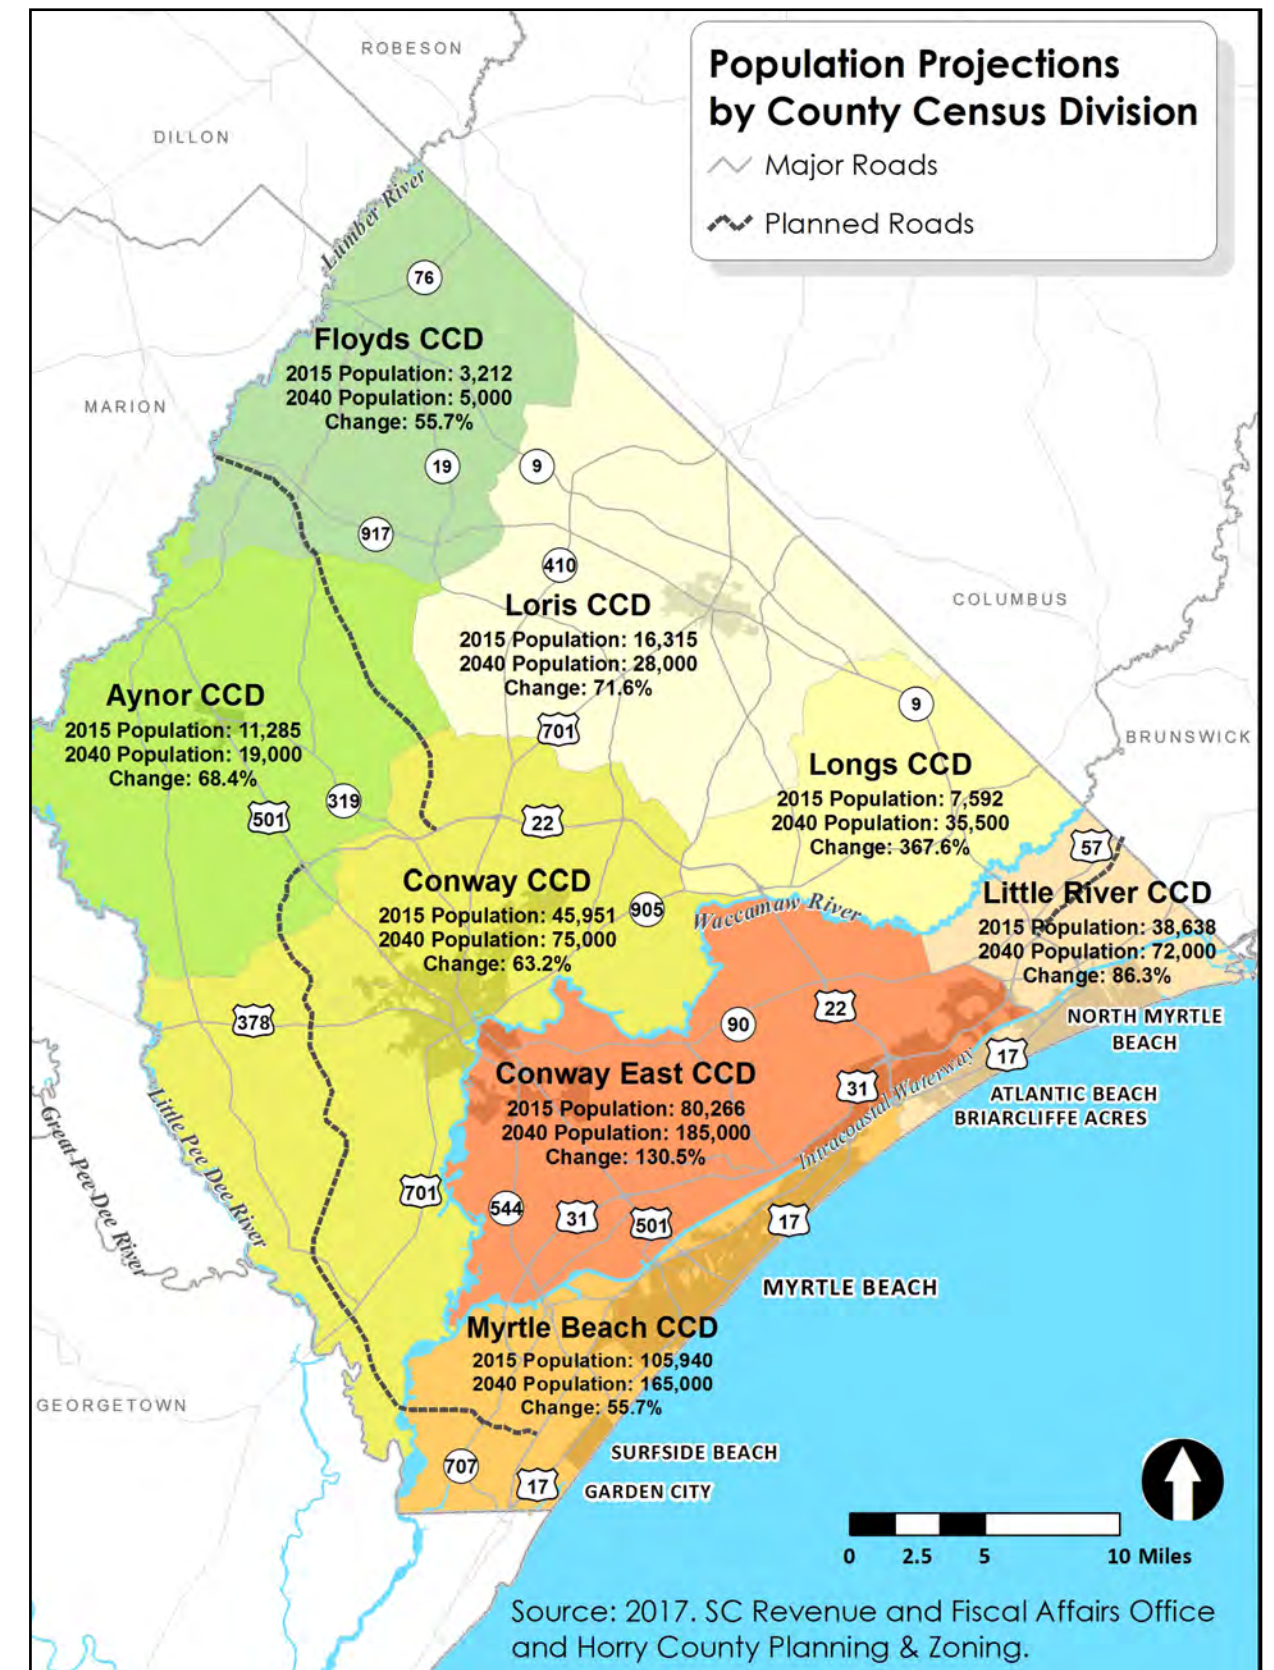 Population Projections
by County Census Division
Major Roads
Planned Roads
ROBESON
DILLON
Lumber River
76
Floyds CCD
2015 Population: 3,212
2040 Population: 5,000
Change: 55.7%
MARION
19
9
917
410
Loris CCD
2015 Population: 16,315
2040 Population: 28,000
Change: 71.6%
701
COLUMBUS
Aynor CCD
2015 Population: 11,285
2040 Population: 19,000
Change: 68.4%
319
501
9
BRUNSWICK
Longs CCD
2015 Population: 7,592
2040 Population: 35,500
Change: 367.6%
22
57
Conway CCD
2015 Population: 45,951
2040 Population: 75,000
Change: 63.2%
905
Waccamaw River
Little River CCD
2015 Population: 38,638
2040 Population: 72,000
Change: 86.3%
378
90
22
NORTH MYRTLE
BEACH
17
Conway East CCD
2015 Population: 80,266
2040 Population: 185,000
Change: 130.5%
31
Intracoastal Waterway
ATLANTIC BEACH
BRIARCLIFFE ACRES
Great Pee Dee River
Little Pee Dee River
701
544
31
501
17
MYRTLE BEACH
Myrtle Beach CCD
2015 Population: 105,940
2040 Population: 165,000
Change: 55.7%
GEORGETOWN
707
17
SURFSIDE BEACH
GARDEN CITY
0 2.5 5 10 Miles
Source: 2017. SC Revenue and Fiscal Affairs Office
and Horry County Planning & Zoning.